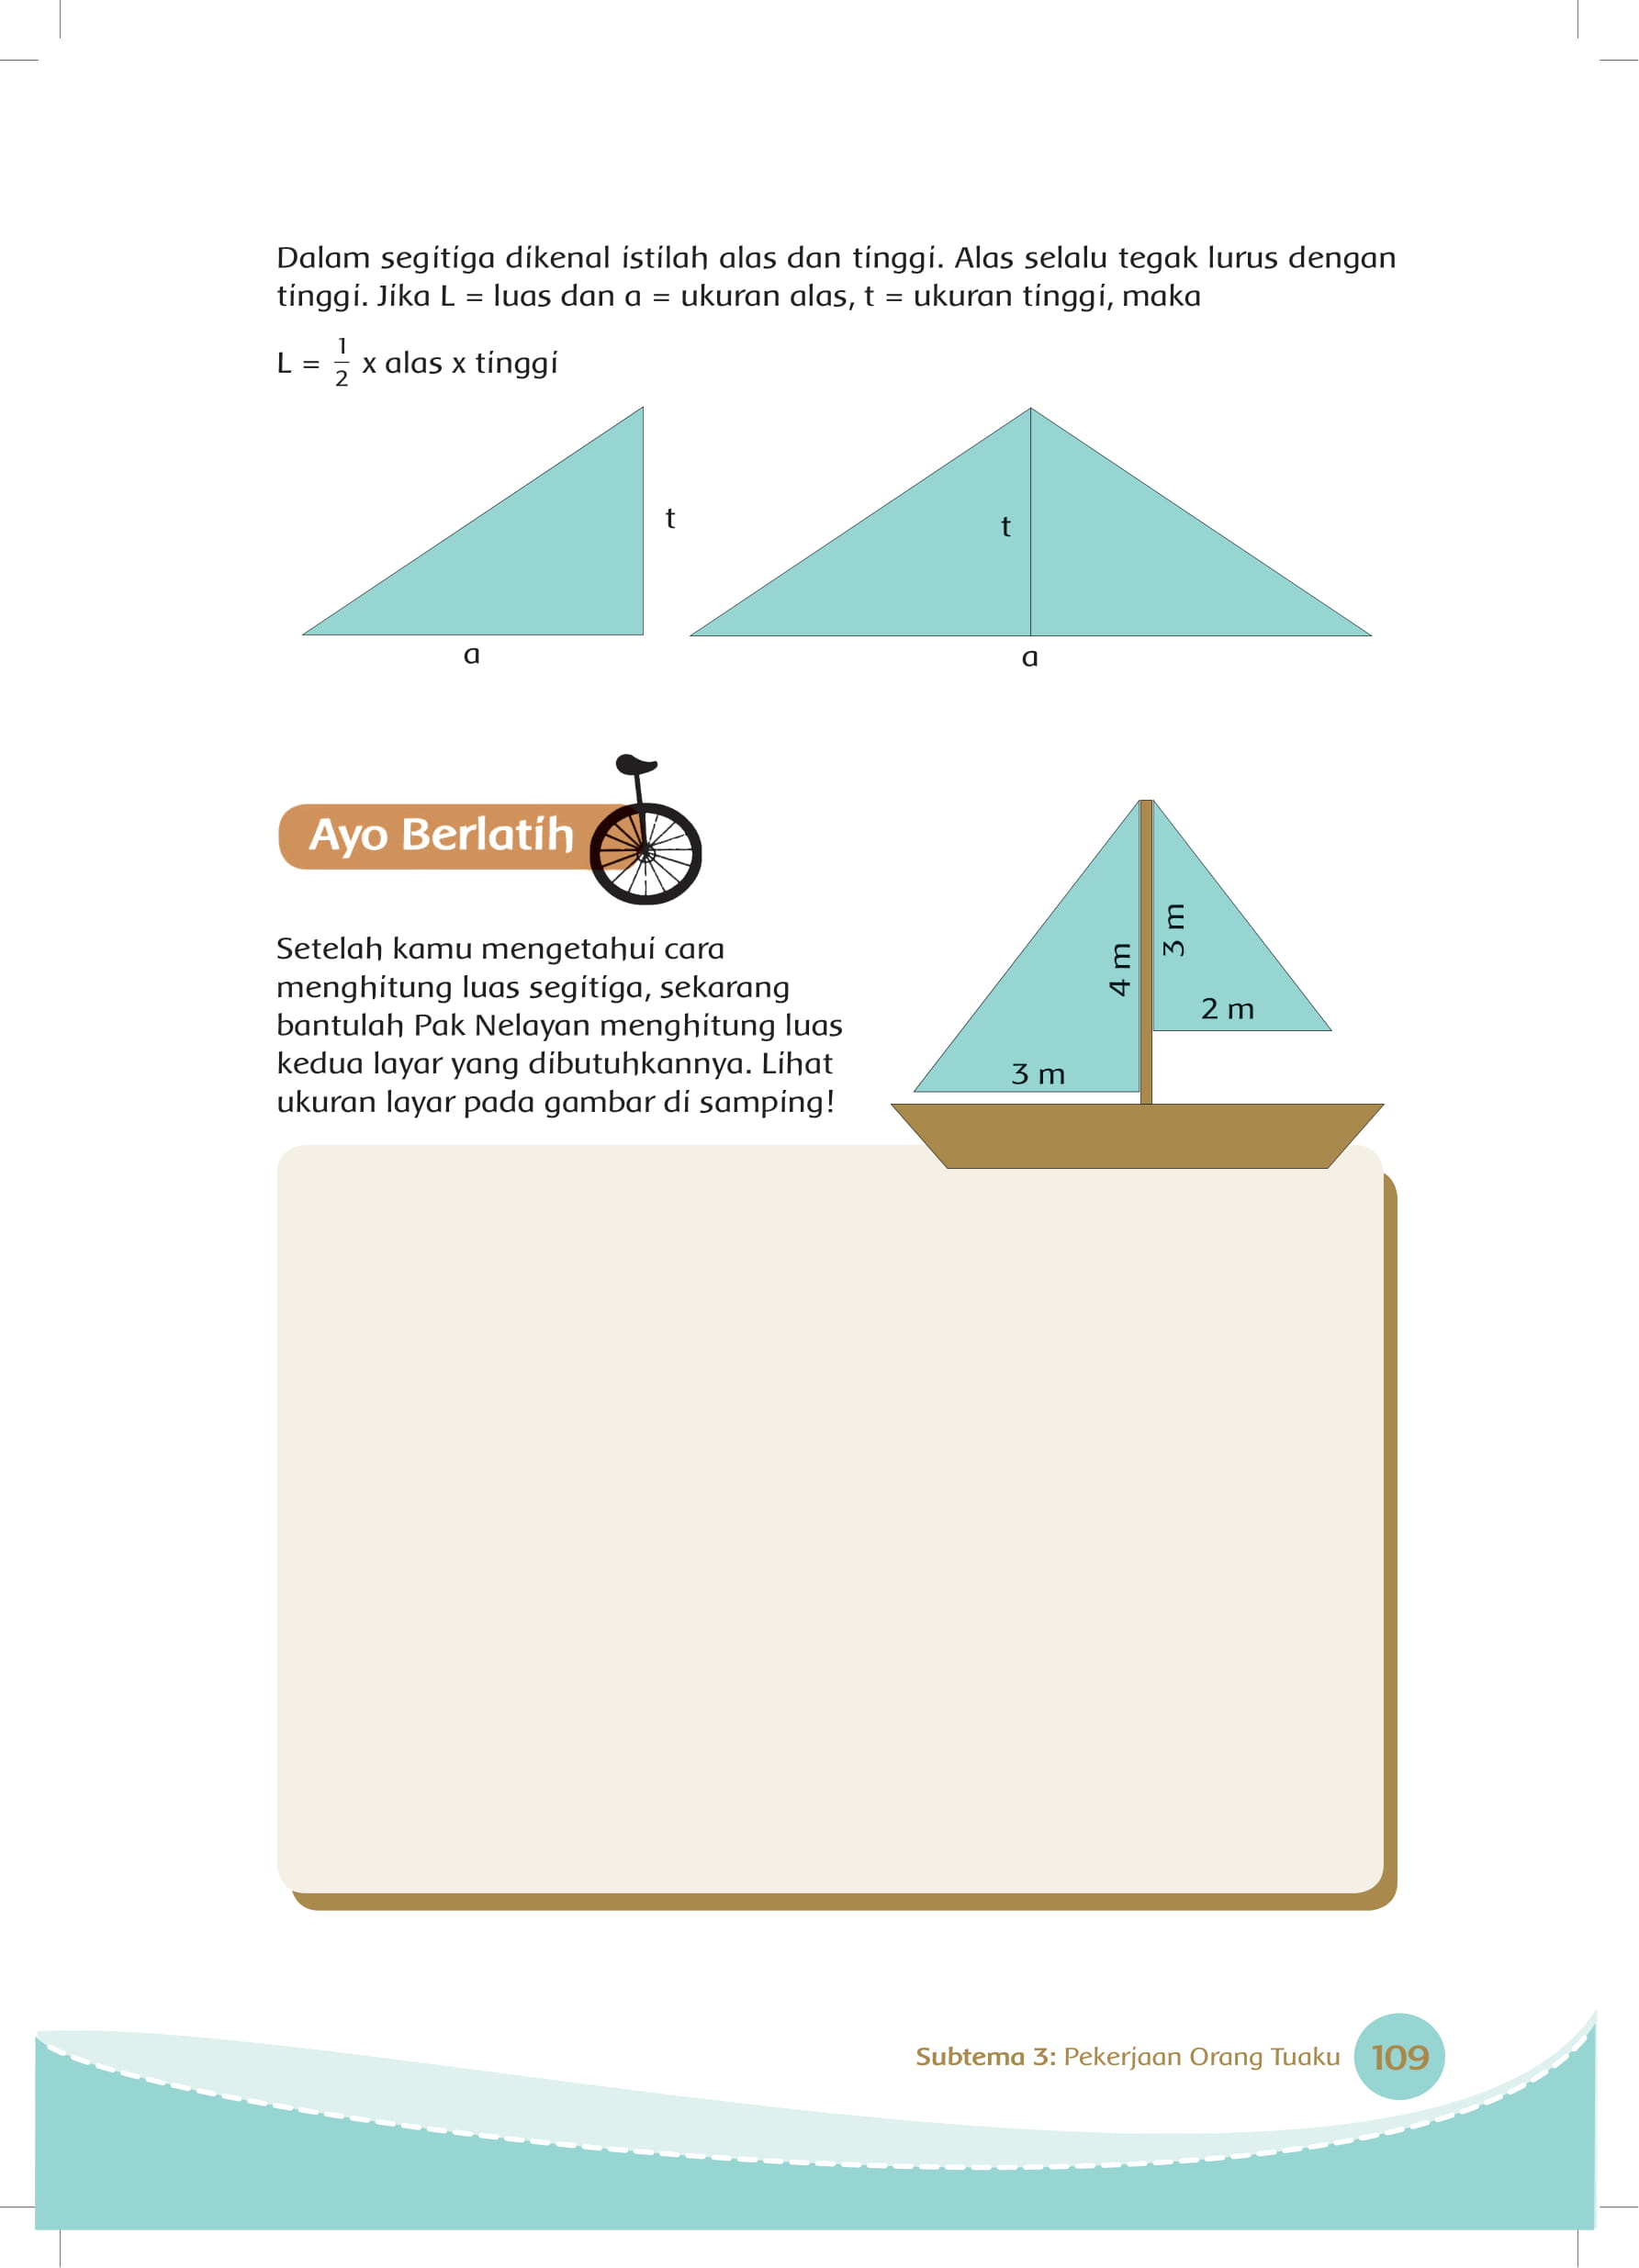 Dalam segitiga dikenal istilah alas dan tinggi. Alas selalu tegak lurus dengan
tinggi. Jika L = luas dan a = ukuran alas, t = ukuran tinggi, maka
L = 1/2 x alas x tinggi
t
t
a
a
Ayo Berlatih
Setelah kamu mengetahui cara
menghitung luas segitiga, sekarang
bantulah Pak Nelayan menghitung luas
kedua layar yang dibutuhkannya. Lihat
ukuran layar pada gambar di samping!
4 m
3 m
2 m
3 m
Subtema 3: Pekerjaan Orang Tuaku
109